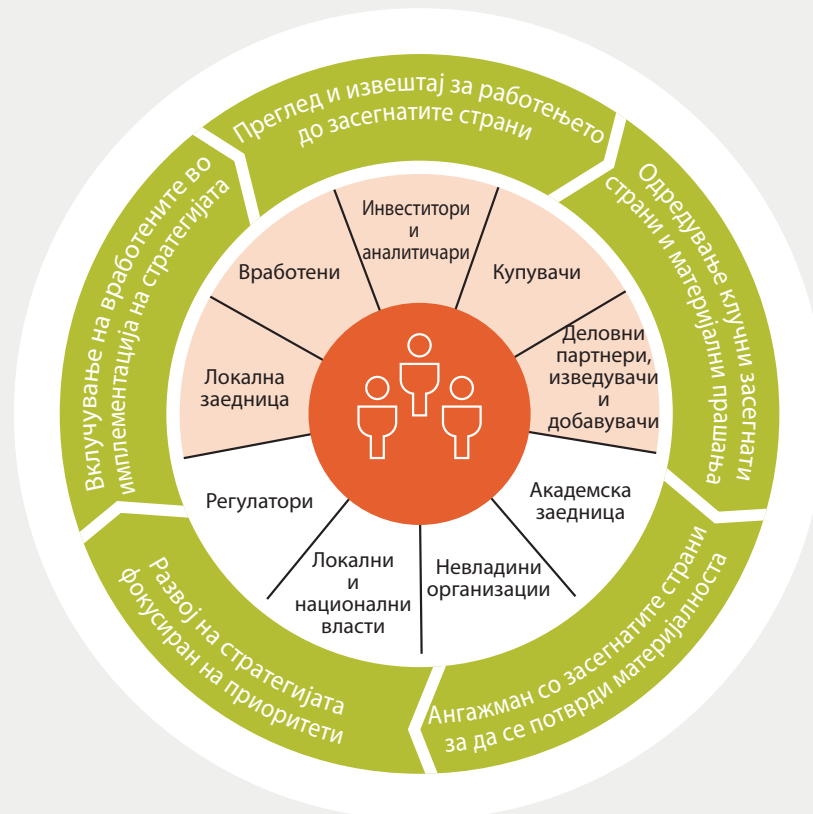 Преглед и извештај за работењето
до засегнатите страни
Одредување клучни засегнати
страни и материјални прашања
Ангажман со засегнатите страни
за да се потврди материјалноста
Развој на стратегијата
фокусиран на приоритети
Вклучување на вработените во
имплементација на стратегијата
Инвеститори
и
аналитичари
Купувачи
Деловни
партнери,
изведувачи
и
добавувачи
Академска
заедница
Невладини
организации
Локални
и
национални
власти
Регулатори
Локална
заедница
Вработени